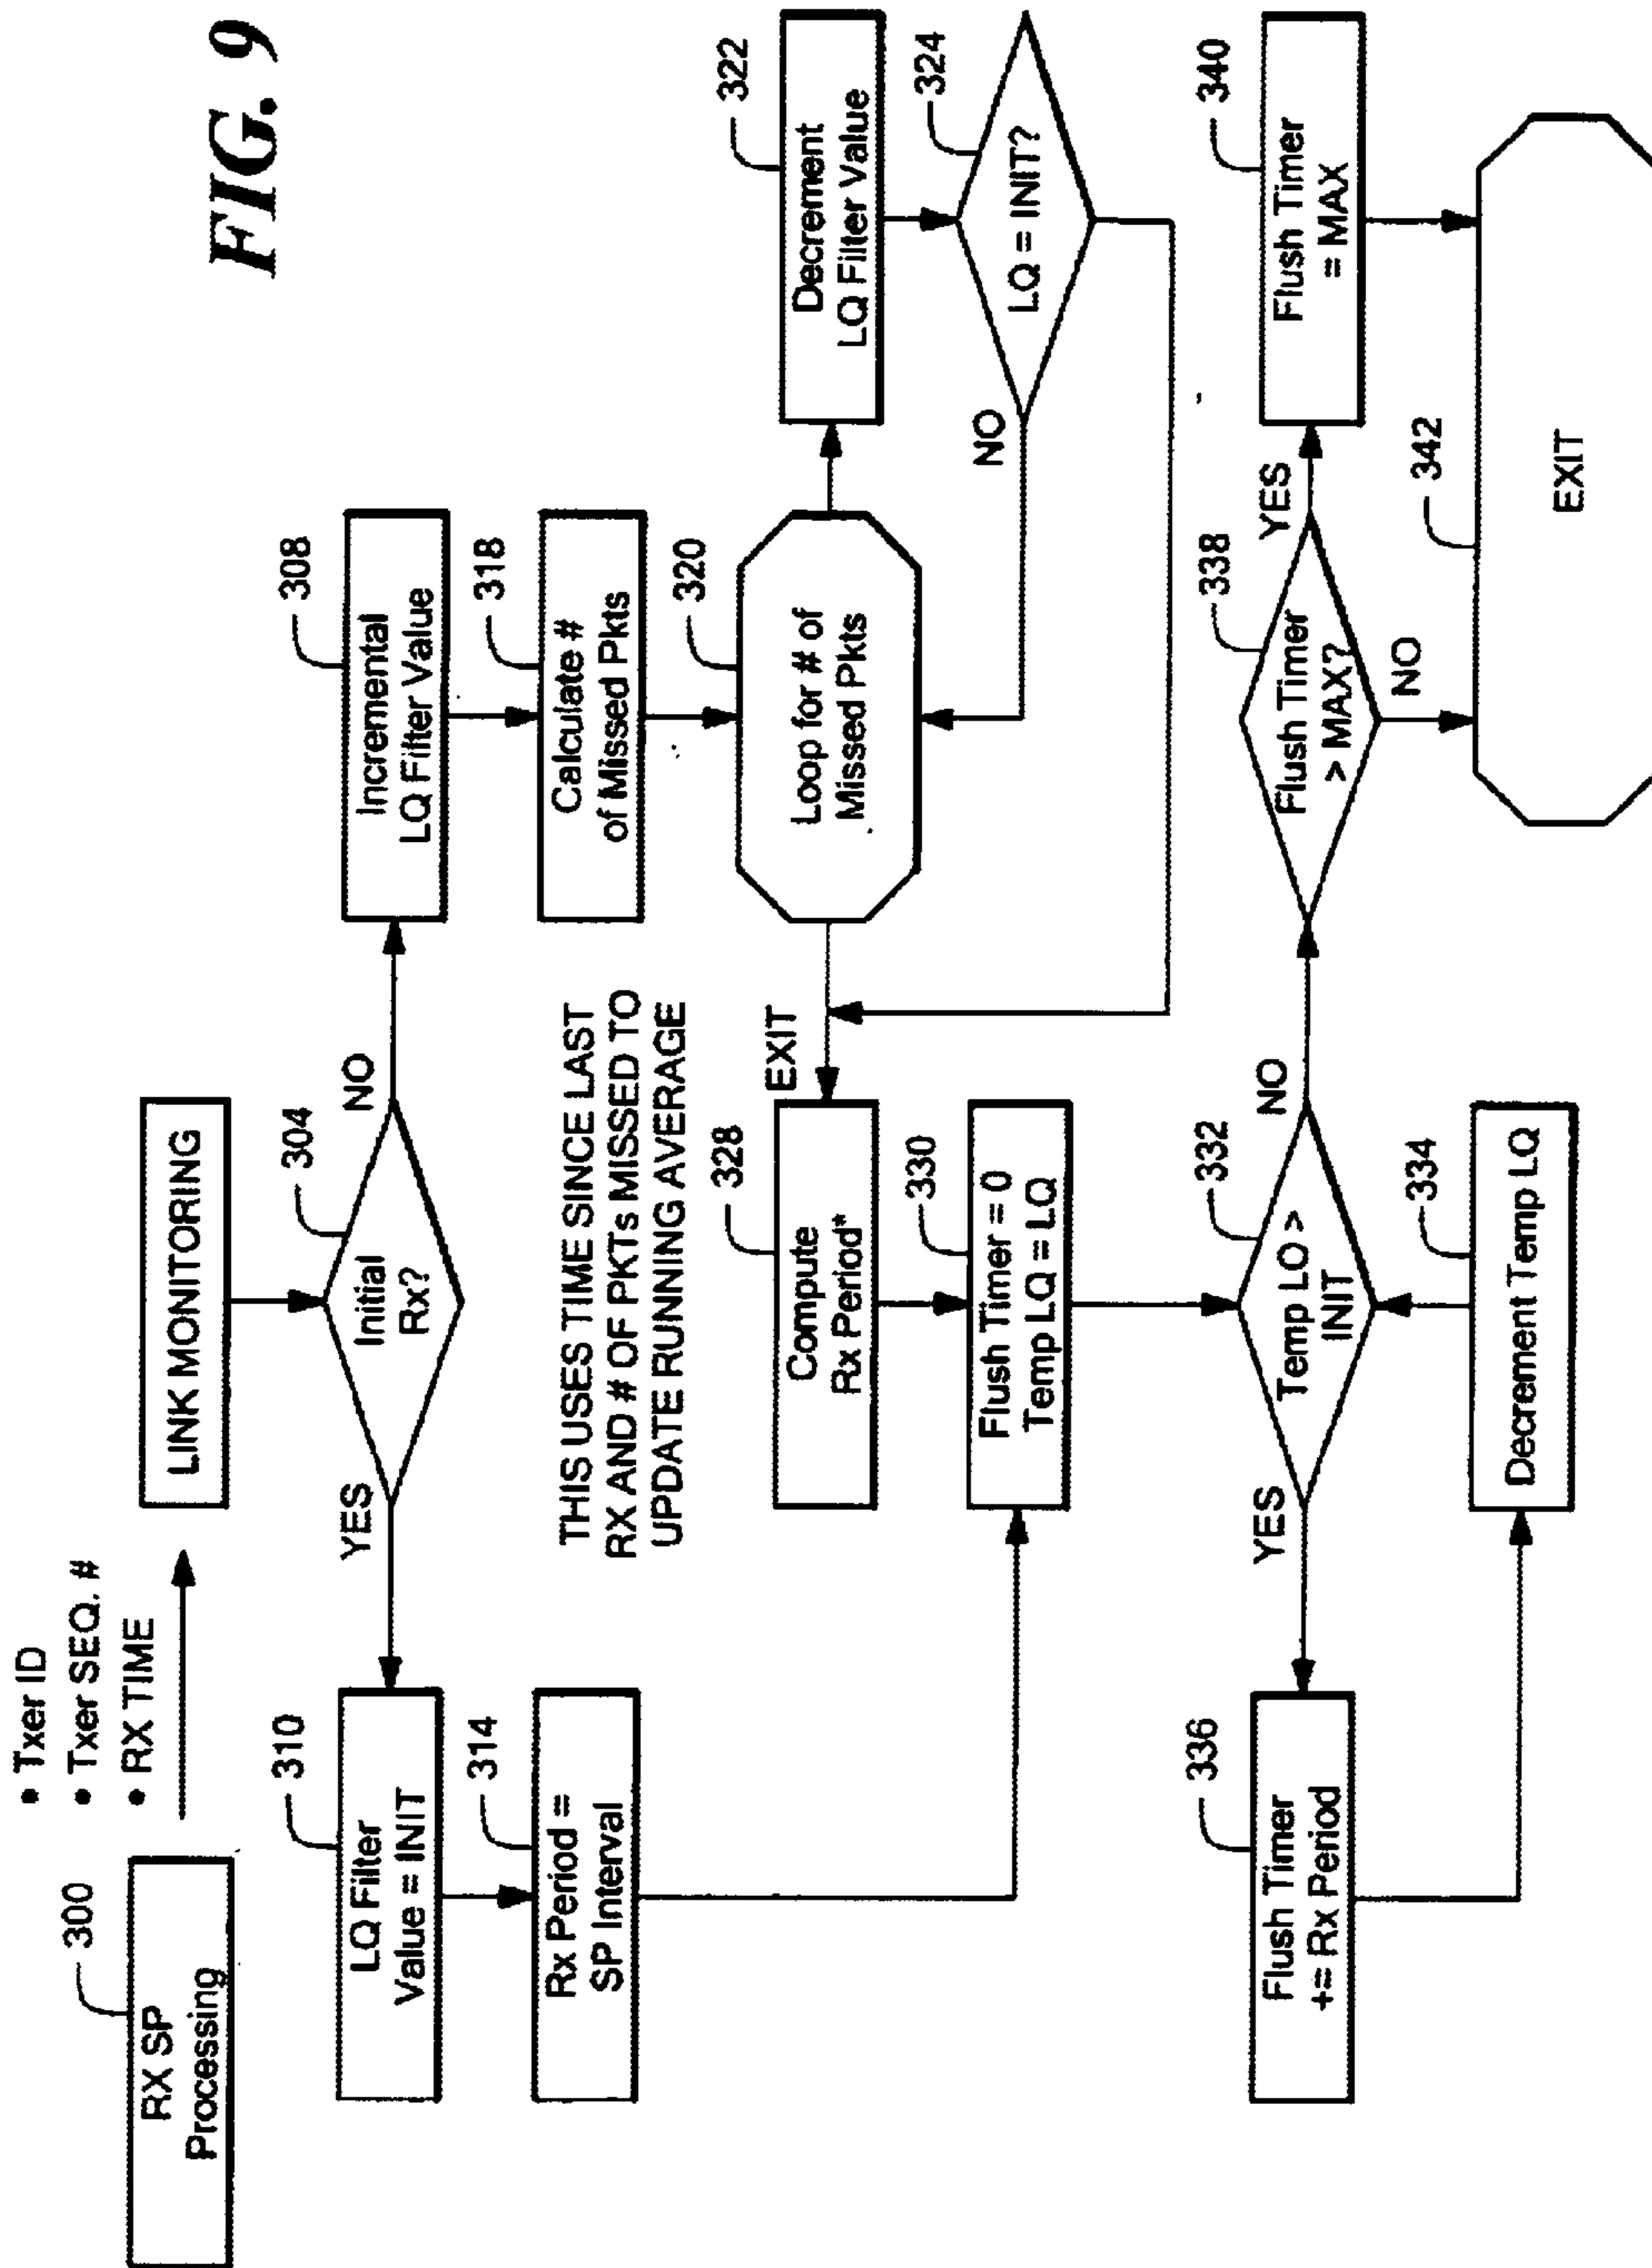 FIG. 9
• Txer ID
• Txer SEQ. #
• RX TIME
300
RX SP
Processing
LINK MONITORING
304
Initial
Rx?
YES
NO
310
LQ Filter
Value = INIT
314
Rx Period =
SP Interval
308
Incremental
LQ Filter Value
318
Calculate #
of Missed Pkts
320
Loop for # of
Missed Pkts
322
Decrement
LQ Filter Value
324
LQ = INIT?
NO
THIS USES TIME SINCE LAST
RX AND # OF PKTs MISSED TO
UPDATE RUNNING AVERAGE
EXIT
328
Compute
Rx Period*
330
Flush Timer = 0
Temp LQ = LQ
332
Temp LO >
INIT
YES
NO
334
Decrement Temp LQ
336
Flush Timer
+= Rx Period
338
Flush Timer
> MAX?
YES
NO
340
Flush Timer
= MAX
342
EXIT